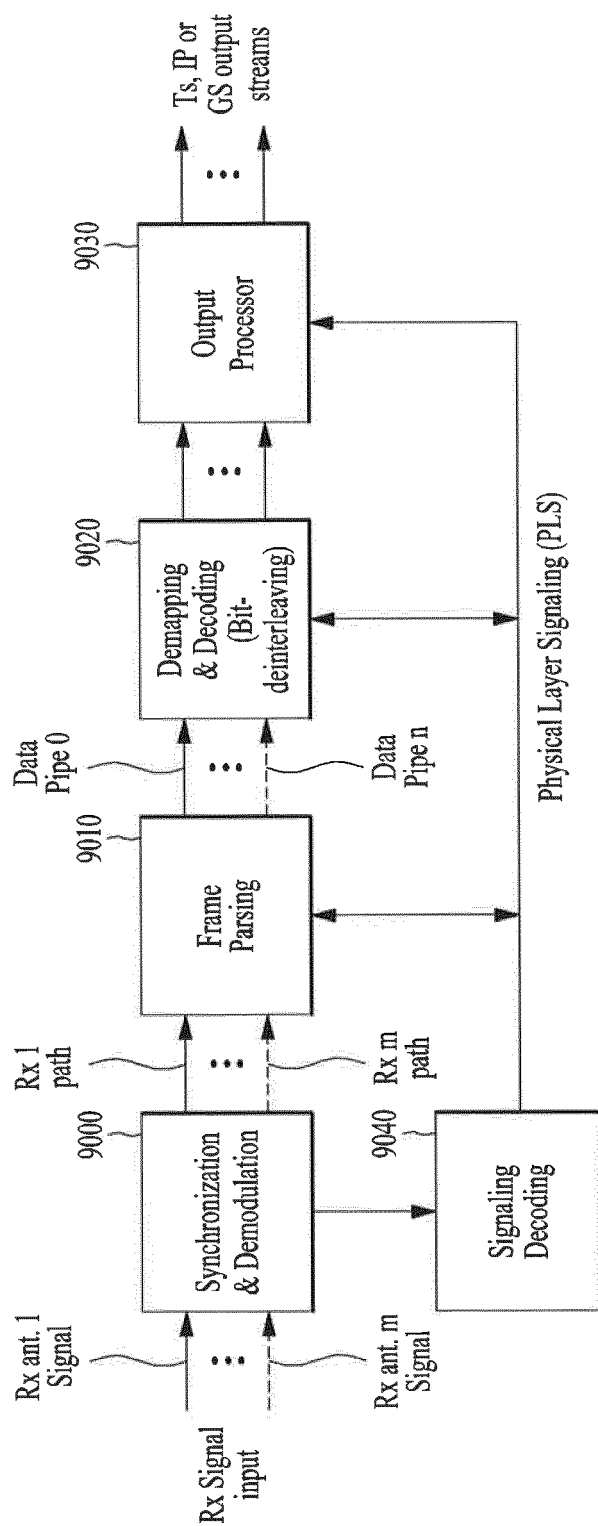 Rx Signal
input
Rx ant. 1
Signal
Rx ant. m
Signal
9000
Synchronization
& Demodulation
Rx 1
path
Rx m
path
9010
Frame
Parsing
Data
Pipe 0
Data
Pipe n
9020
Demapping
& Decoding
(Bit-
deinterleaving)
9030
Output
Processor
Ts, IP or
GS output
streams
9040
Signaling
Decoding
Physical Layer Signaling (PLS)